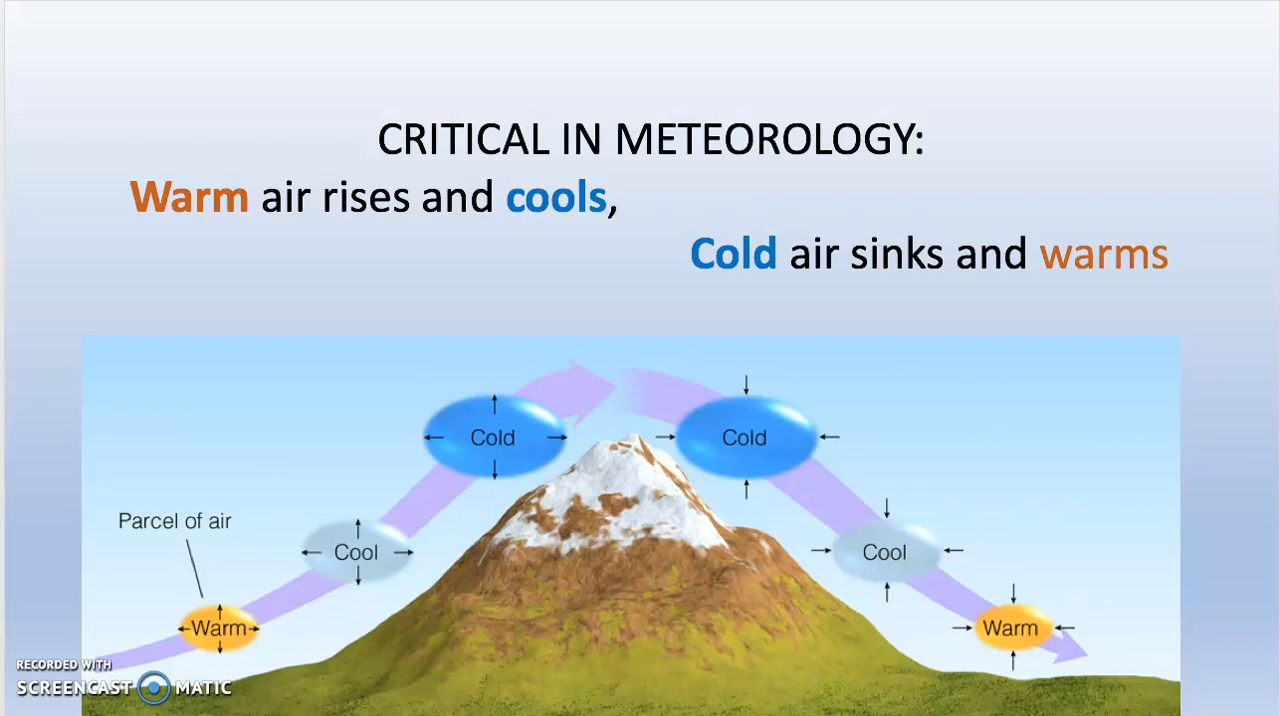 CRITICAL IN METEOROLOGY:
Warm air rises and cools,
Cold air sinks and warms
Cold
Cold
Parcel of air
Cool
Cool
Warm
Warm
RECORDED WITH
SCREENCAST MATIC